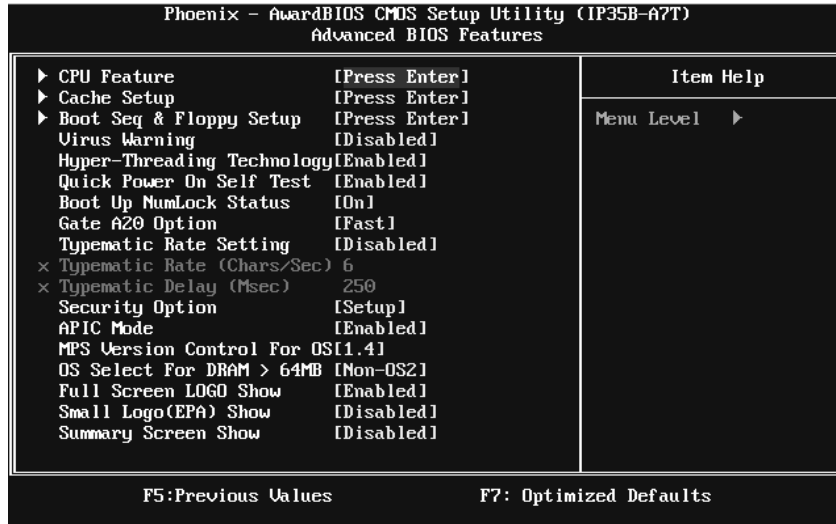 Phoenix - AwardBIOS CMOS Setup Utility (IP35B-A7T)
Advanced BIOS Features
CPU Feature [Press Enter]
Cache Setup [Press Enter]
Boot Seq & Floppy Setup [Press Enter]
Virus Warning [Disabled]
Hyper-Threading Technology[Enabled]
Quick Power On Self Test [Enabled]
Boot Up NumLock Status [On]
Gate A20 Option [Fast]
Typematic Rate Setting [Disabled]
x Typematic Rate (Chars/Sec) 6
x Typematic Delay (Msec) 250
Security Option [Setup]
APIC Mode [Enabled]
MPS Version Control For OS[1.4]
OS Select For DRAM > 64MB [Non-OS2]
Full Screen LOGO Show [Enabled]
Small Logo(EPA) Show [Disabled]
Summary Screen Show [Disabled]
Item Help
Menu Level
F5:Previous Values F7: Optimized Defaults